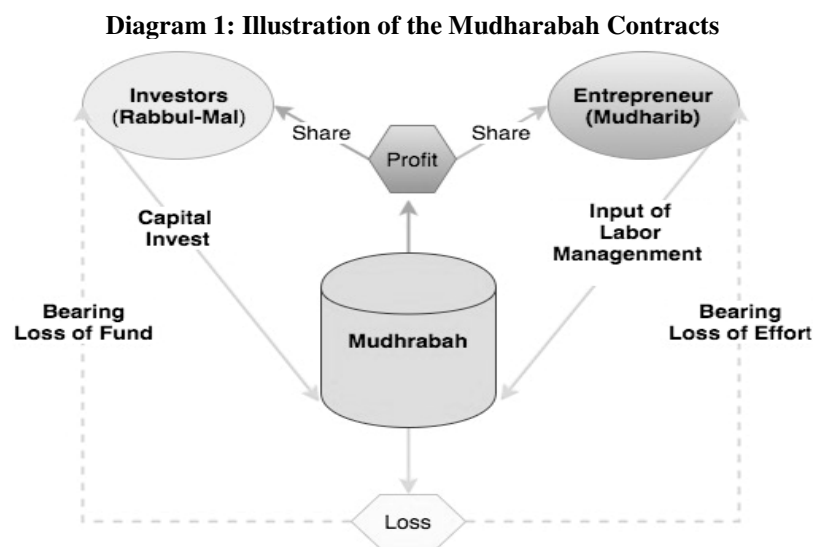 Diagram 1: Illustration of the Mudharabah Contracts
Investors
(Rabbul-Mal)
Entrepreneur
(Mudharib)
Share
Share
Profit
Capital
Invest
Input of
Labor
Managenment
Bearing
Loss of Fund
Mudhrabah
Bearing
Loss of Effort
Loss